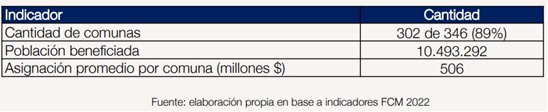 Indicador Cantidad
Cantidad de comunas 302 de 346 (89%)
Población beneficiada 10.493.292
Asignación promedio por comuna (millones $) 506
Fuente: elaboración propia en base a indicadores FCM 2022